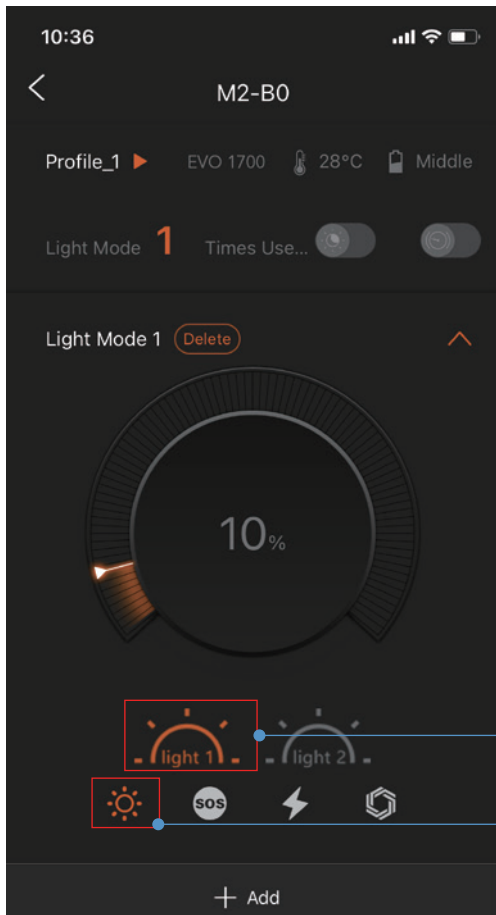 10:36
M2-B0
Profile_1 EVO 1700 28°C Middle
Light Mode 1 Times Use...
Light Mode 1 Delete
10%
light 1 light 2
SOS
+ Add